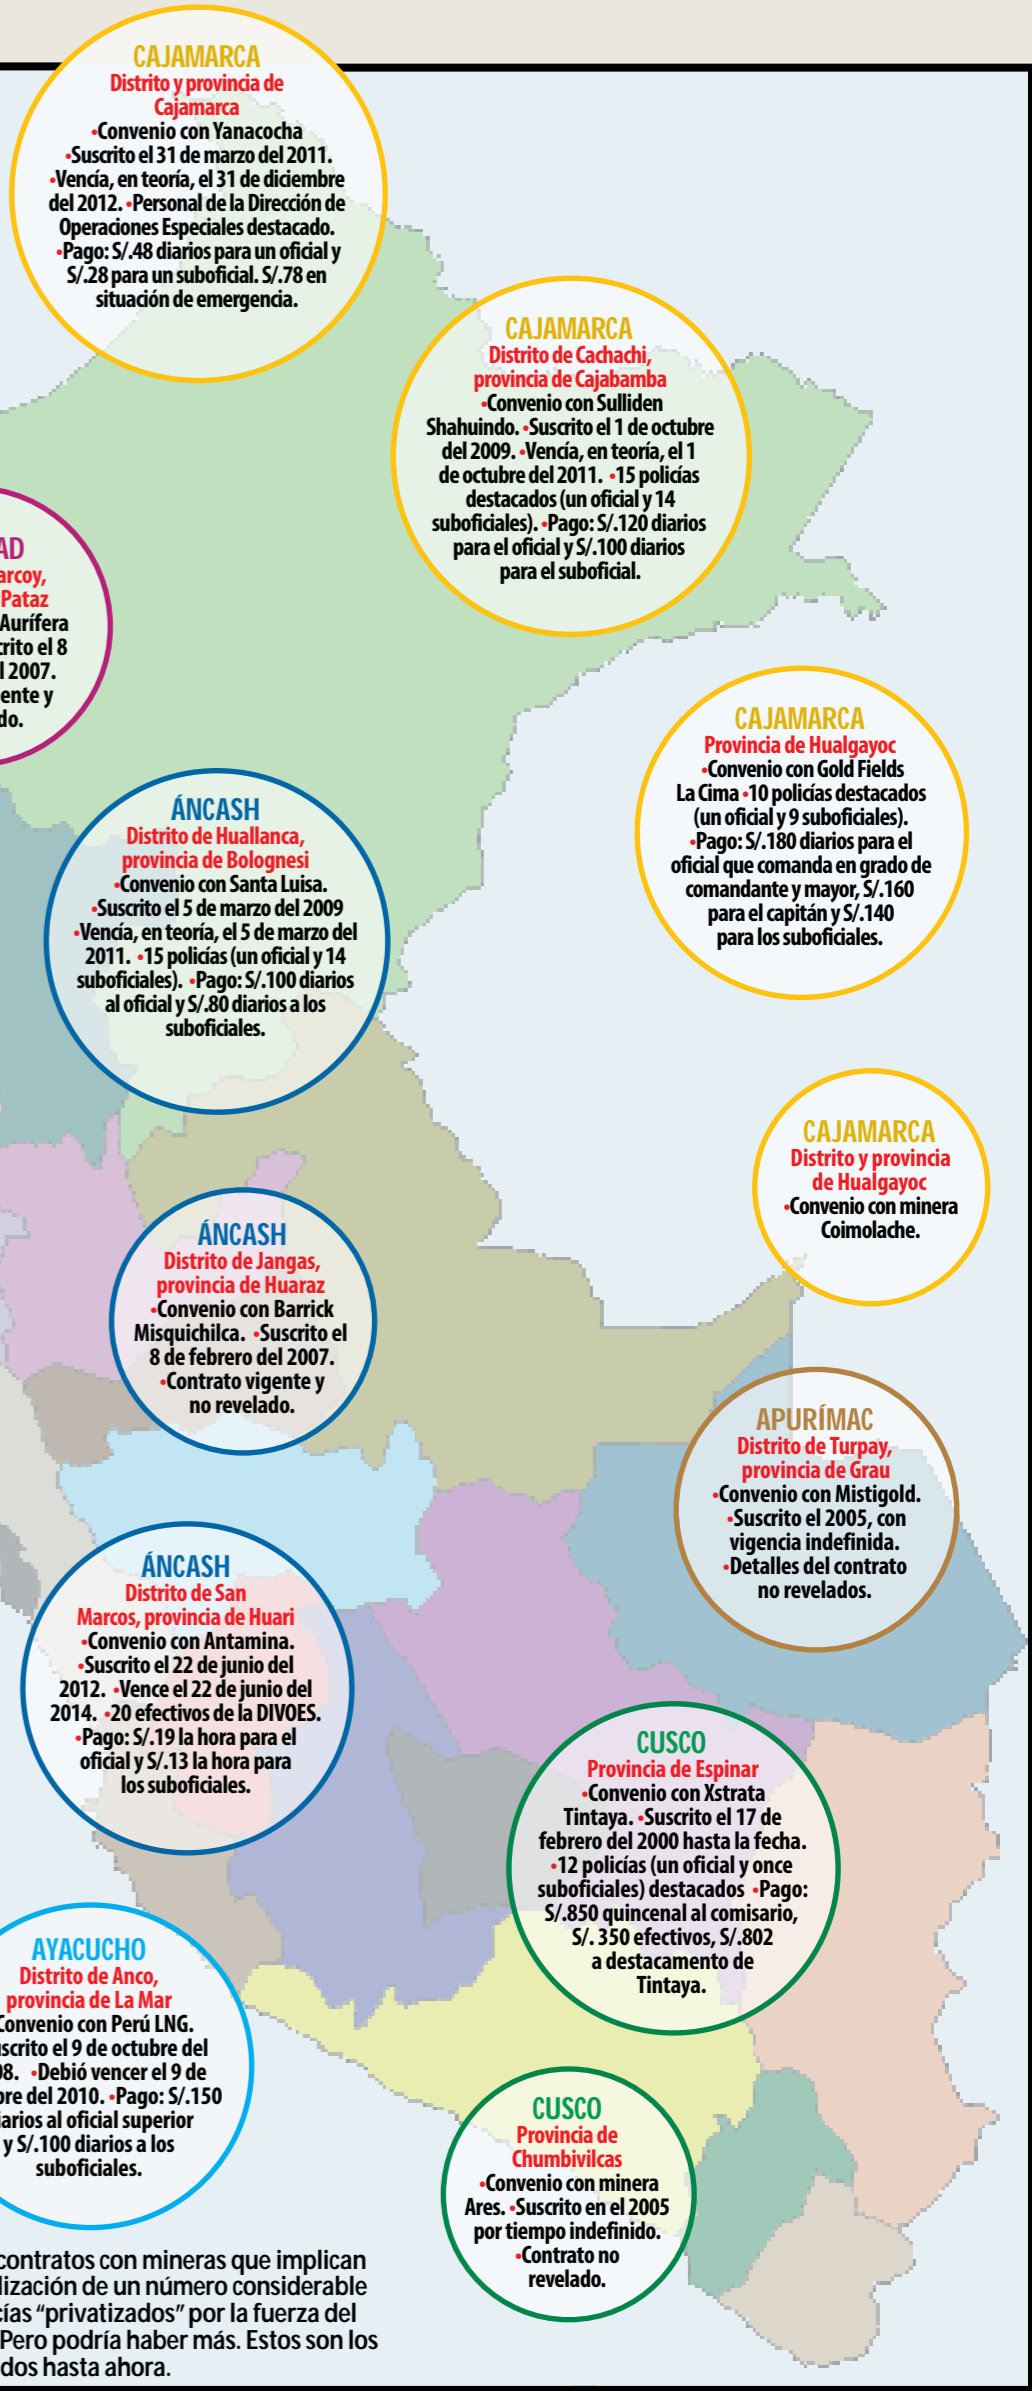 CAJAMARCA
Distrito y provincia de
Cajamarca
•Convenio con Yanacocha
•Suscrito el 31 de marzo del 2011.
•Vencía, en teoría, el 31 de diciembre
del 2012. •Personal de la Dirección de
Operaciones Especiales destacado.
•Pago: S/.48 diarios para un oficial y
S/.28 para un suboficial. S/.78 en
situación de emergencia.
CAJAMARCA
Distrito de Cachachi,
provincia de Cajabamba
•Convenio con Sulliden
Shahuindo. •Suscrito el 1 de octubre
del 2009. •Vencía, en teoría, el 1
de octubre del 2011. •15 policías
destacados (un oficial y 14
suboficiales). •Pago: S/.120 diarios
para el oficial y S/.100 diarios
para el suboficial.
AD
arcoy,
Pataz
Aurífera
crito el 8
l 2007.
ente y
do.
CAJAMARCA
Provincia de Hualgayoc
•Convenio con Gold Fields
La Cima •10 policías destacados
(un oficial y 9 suboficiales).
•Pago: S/.180 diarios para el
oficial que comanda en grado de
comandante y mayor, S/.160
para el capitán y S/.140
para los suboficiales.
ÁNCASH
Distrito de Huallanca,
provincia de Bolognesi
•Convenio con Santa Luisa.
•Suscrito el 5 de marzo del 2009
•Vencía, en teoría, el 5 de marzo del
2011. •15 policías (un oficial y 14
suboficiales). •Pago: S/.100 diarios
al oficial y S/.80 diarios a los
suboficiales.
CAJAMARCA
Distrito y provincia
de Hualgayoc
•Convenio con minera
Coimolache.
ÁNCASH
Distrito de Jangas,
provincia de Huaraz
•Convenio con Barrick
Misquichilca. •Suscrito el
8 de febrero del 2007.
•Contrato vigente y
no revelado.
APURÍMAC
Distrito de Turpay,
provincia de Grau
•Convenio con Mistigold.
•Suscrito el 2005, con
vigencia indefinida.
•Detalles del contrato
no revelados.
ÁNCASH
Distrito de San
Marcos, provincia de Huari
•Convenio con Antamina.
•Suscrito el 22 de junio del
2012. •Vence el 22 de junio del
2014. •20 efectivos de la DIVOES.
•Pago: S/.19 la hora para el
oficial y S/.13 la hora para
los suboficiales.
CUSCO
Provincia de Espinar
•Convenio con Xstrata
Tintaya. •Suscrito el 17 de
febrero del 2000 hasta la fecha.
•12 policías (un oficial y once
suboficiales) destacados •Pago:
S/.850 quincenal al comisario,
S/. 350 efectivos, S/.802
a destacamento de
Tintaya.
AYACUCHO
Distrito de Anco,
provincia de La Mar
Convenio con Perú LNG.
uscrito el 9 de octubre del
08. •Debió vencer el 9 de
bre del 2010. •Pago: S/.150
iarios al oficial superior
y S/.100 diarios a los
suboficiales.
CUSCO
Provincia de
Chumbivilcas
•Convenio con minera
Ares. •Suscrito en el 2005
por tiempo indefinido.
•Contrato no
revelado.
contratos con mineras que implican
lización de un número considerable
cías “privatizados” por la fuerza del
Pero podría haber más. Estos son los
dos hasta ahora.